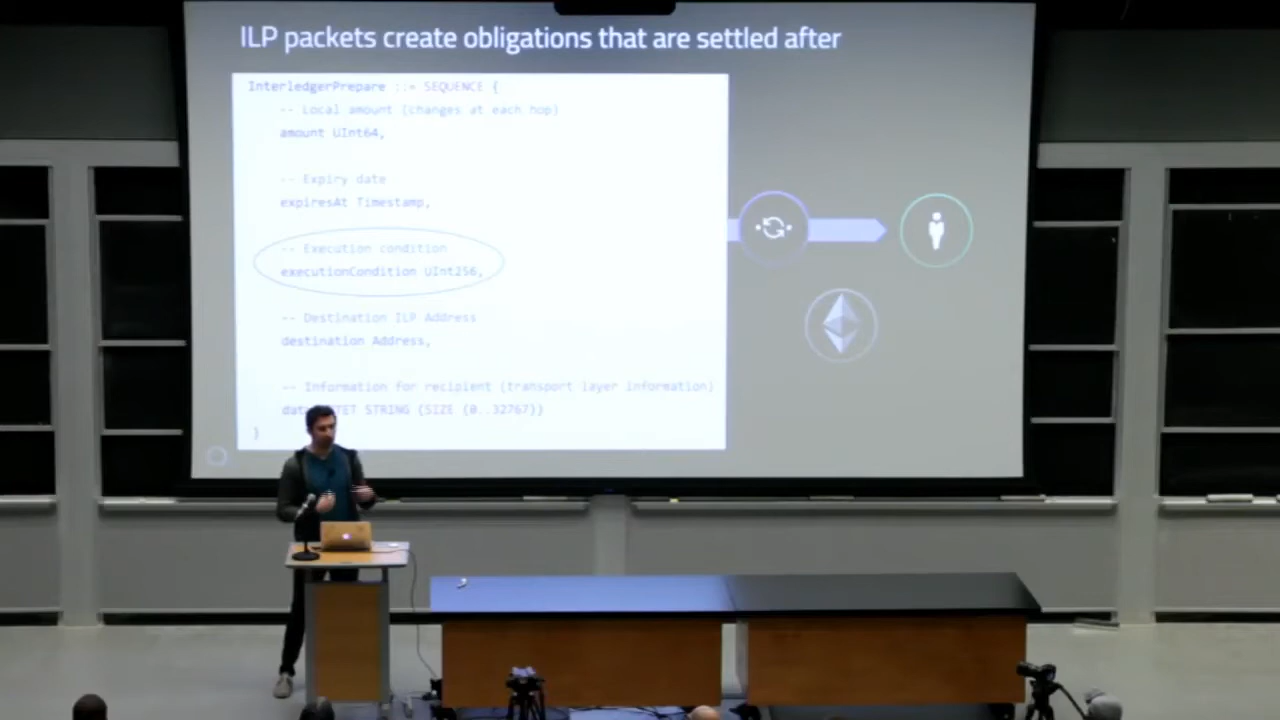 ILP packets create obligations that are settled after
InterledgerPrepare ::= SEQUENCE {
-- Local amount (changes at each hop)
amount UInt64,
-- Expiry date
expiresAt Timestamp,
-- Execution condition
executionCondition UInt256,
-- Destination ILP Address
destination Address,
-- Information for recipient (transport layer information)
data TET STRING (SIZE (0..32767))
}